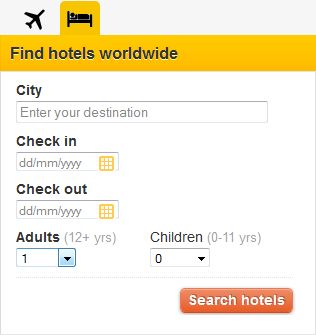 Find hotels worldwide
City
Enter your destination
Check in
dd/mm/yyyy
Check out
dd/mm/yyyy
Adults (12+ yrs) Children (0-11 yrs)
1 0
Search hotels